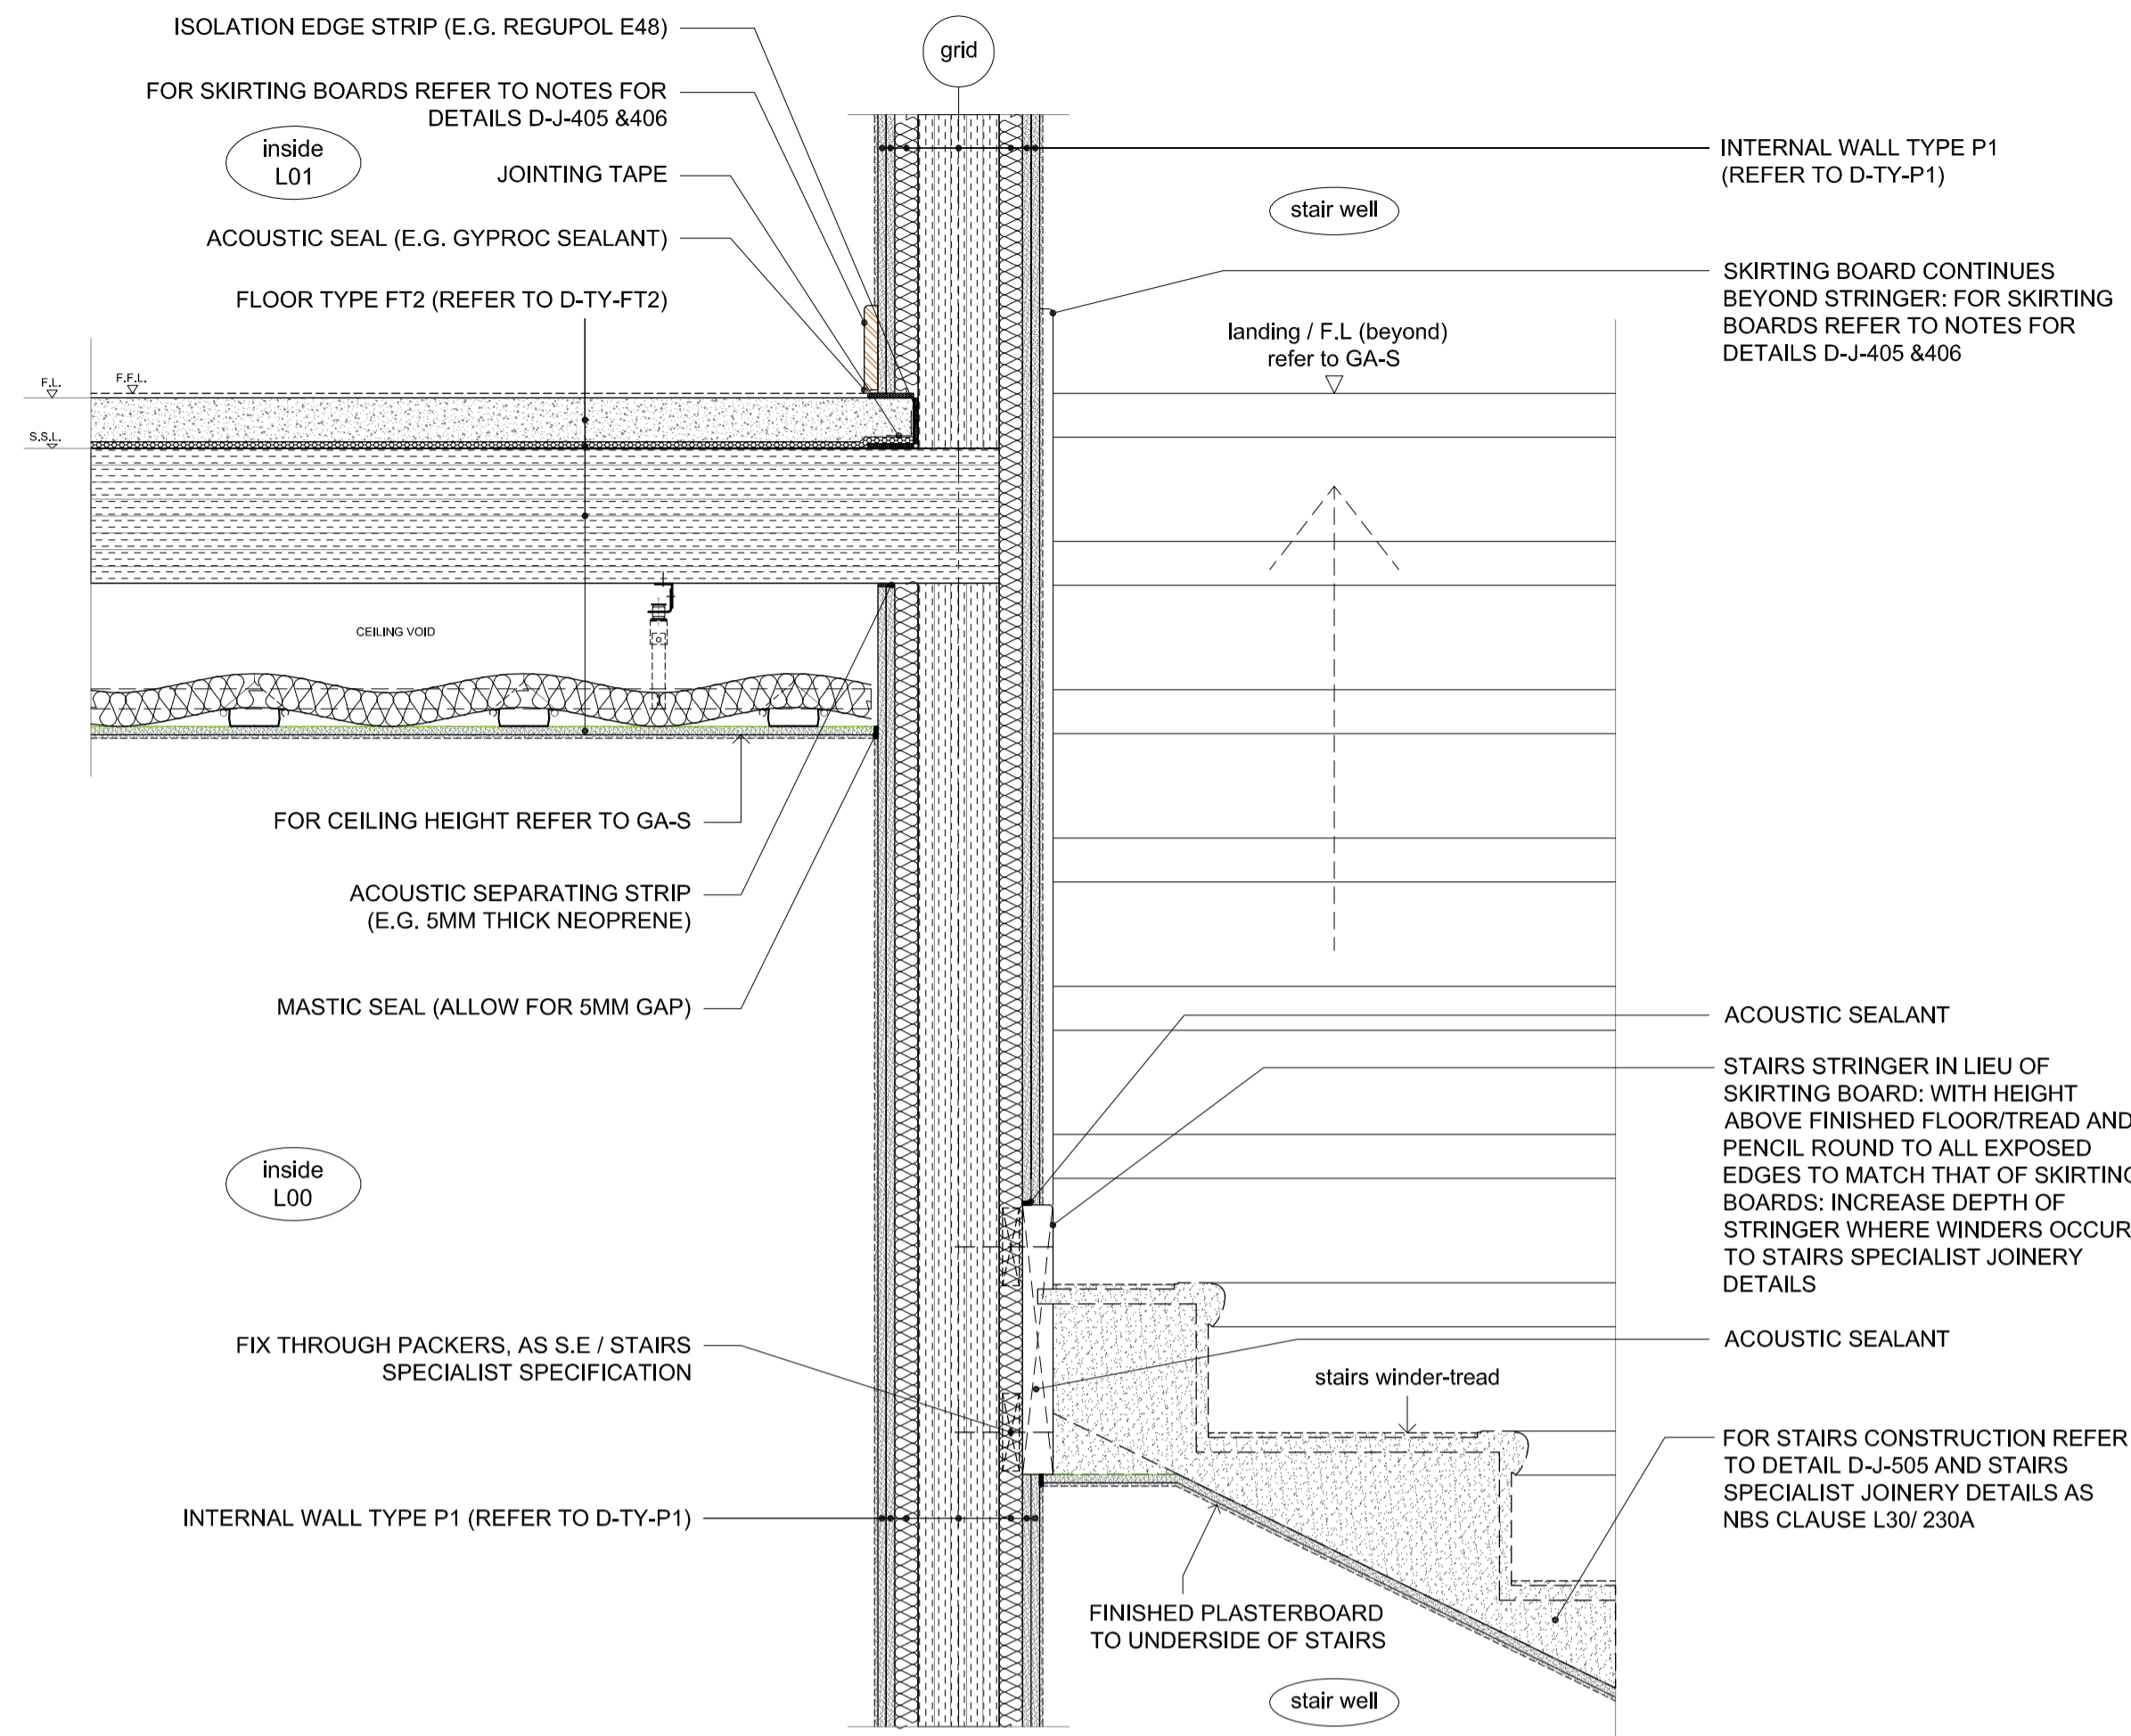 ISOLATION EDGE STRIP (E.G. REGUPOL E48)
FOR SKIRTING BOARDS REFER TO NOTES FOR
DETAILS D-J-405 &406
inside
L01
JOINTING TAPE
ACOUSTIC SEAL (E.G. GYPROC SEALANT)
FLOOR TYPE FT2 (REFER TO D-TY-FT2)
F.L.
F.F.L.
S.S.L.
CEILING VOID
FOR CEILING HEIGHT REFER TO GA-S
ACOUSTIC SEPARATING STRIP
(E.G. 5MM THICK NEOPRENE)
MASTIC SEAL (ALLOW FOR 5MM GAP)
inside
L00
FIX THROUGH PACKERS, AS S.E / STAIRS
SPECIALIST SPECIFICATION
INTERNAL WALL TYPE P1 (REFER TO D-TY-P1)
grid
INTERNAL WALL TYPE P1
(REFER TO D-TY-P1)
stair well
SKIRTING BOARD CONTINUES
BEYOND STRINGER: FOR SKIRTING
BOARDS REFER TO NOTES FOR
DETAILS D-J-405 &406
landing / F.L (beyond)
refer to GA-S
ACOUSTIC SEALANT
STAIRS STRINGER IN LIEU OF
SKIRTING BOARD: WITH HEIGHT
ABOVE FINISHED FLOOR/TREAD AND
PENCIL ROUND TO ALL EXPOSED
EDGES TO MATCH THAT OF SKIRTING
BOARDS: INCREASE DEPTH OF
STRINGER WHERE WINDERS OCCUR
TO STAIRS SPECIALIST JOINERY
DETAILS
ACOUSTIC SEALANT
stairs winder-tread
FOR STAIRS CONSTRUCTION REFER
TO DETAIL D-J-505 AND STAIRS
SPECIALIST JOINERY DETAILS AS
NBS CLAUSE L30/ 230A
FINISHED PLASTERBOARD
TO UNDERSIDE OF STAIRS
stair well